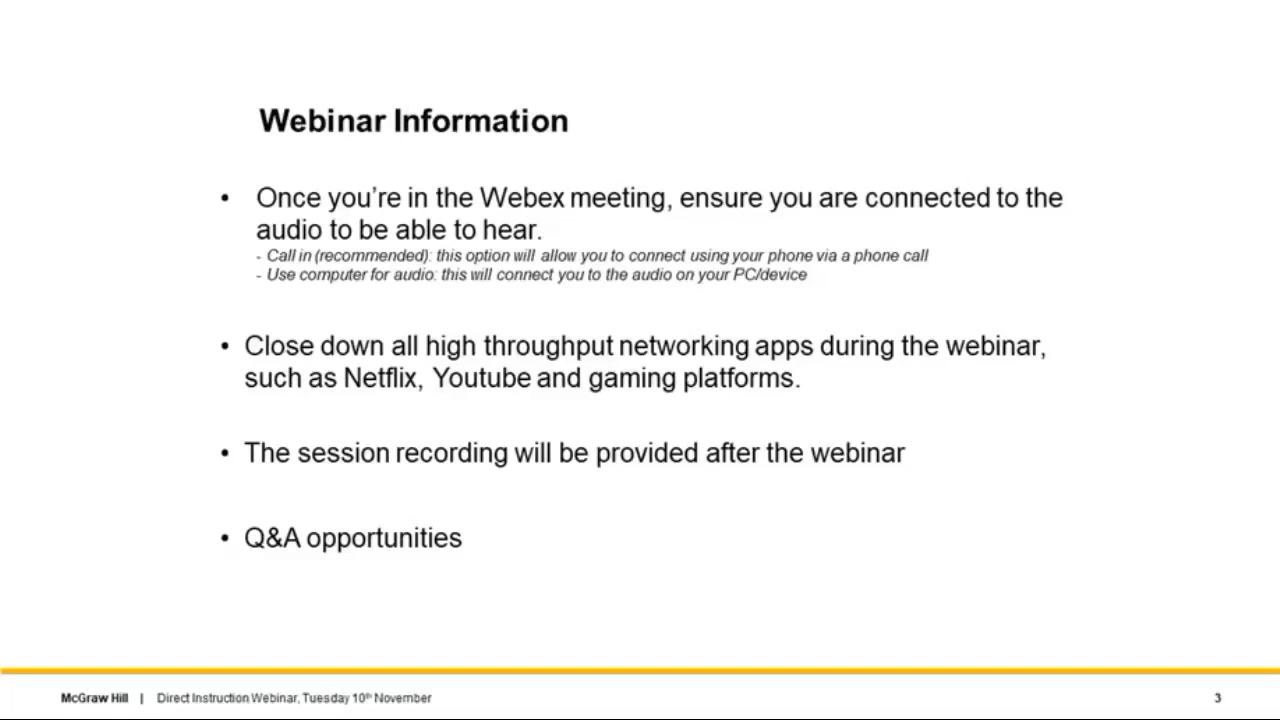 Webinar Information
• Once you're in the Webex meeting, ensure you are connected to the
audio to be able to hear.
- Call in (recommended): this option will allow you to connect using your phone via a phone call
- Use computer for audio: this will connect you to the audio on your PC/device
• Close down all high throughput networking apps during the webinar,
such as Netflix, Youtube and gaming platforms.
• The session recording will be provided after the webinar
• Q&A opportunities
McGraw Hill | Direct Instruction Webinar, Tuesday 10th November 3